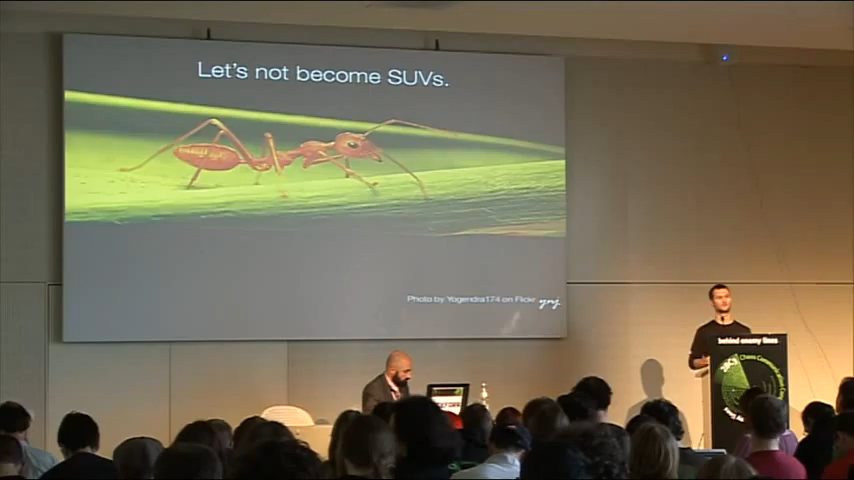 Let's not become SUVs.
Photo by Yogendra174 on Flickr
behind enemy lines